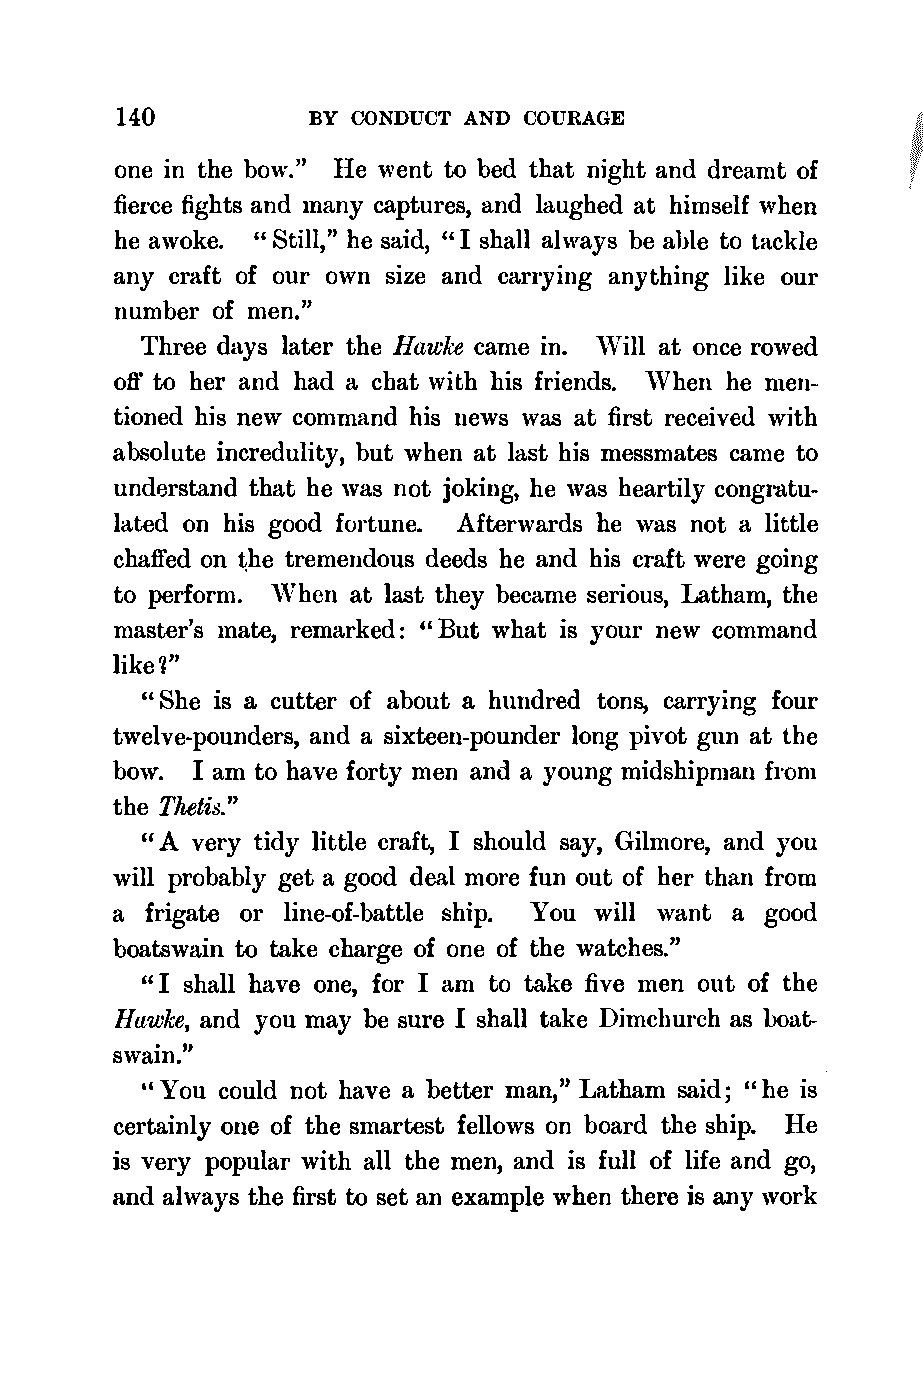 140 BY CONDUCT AND COURAGE
one in the bow." He went to bed that night and dreamt of
fierce fights and many captures, and laughed at himself when
he awoke. "Still," he said, "I shall always be able to tackle
any craft of our own size and carrying anything like our
number of men."
Three days later the Hawke came in. Will at once rowed
off to her and had a chat with his friends. When he men-
tioned his new command his news was at first received with
absolute incredulity, but when at last his messmates came to
understand that he was not joking, he was heartily congratu-
lated on his good fortune. Afterwards he was not a little
chaffed on the tremendous deeds he and his craft were going
to perform. When at last they became serious, Latham, the
master's mate, remarked: "But what is your new command
like?"
"She is a cutter of about a hundred tons, carrying four
twelve-pounders, and a sixteen-pounder long pivot gun at the
bow. I am to have forty men and a young midshipman from
the Thetis."
"A very tidy little craft, I should say, Gilmore, and you
will probably get a good deal more fun out of her than from
a frigate or line-of-battle ship. You will want a good
boatswain to take charge of one of the watches."
"I shall have one, for I am to take five men out of the
Hawke, and you may be sure I shall take Dimchurch as boat-
swain."
"You could not have a better man," Latham said; "he is
certainly one of the smartest fellows on board the ship. He
is very popular with all the men, and is full of life and go,
and always the first to set an example when there is any work